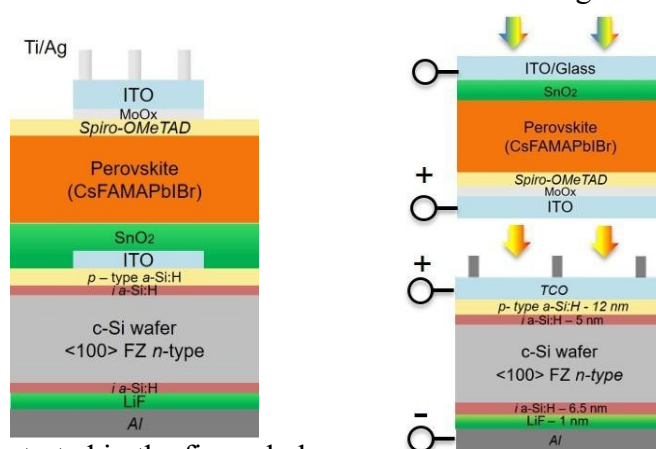 Ti/Ag
ITO
MoOx
Spiro-OMeTAD
Perovskite
(CsFAMAPbIBr)
SnO₂
ITO
p – type a-Si:H
i a-Si:H
c-Si wafer
<100> FZ n-type
i a-Si:H
LiF
Al
ITO/Glass
SnO₂
Perovskite
(CsFAMAPbIBr)
+
Spiro-OMeTAD
MoOx
ITO
+
TCO
p- type a-Si:H - 12 nm
i a-Si:H – 5 nm
c-Si wafer
<100> FZ n-type
i a-Si:H – 6.5 nm
LiF – 1 nm
-
Al